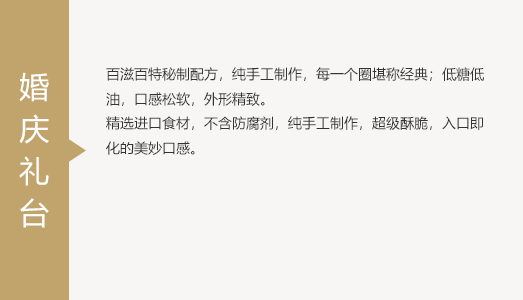 婚庆礼台
百滋百特秘制配方，纯手工制作，每一个圈堪称经典；低糖低
油，口感松软，外形精致。
精选进口食材，不含防腐剂，纯手工制作，超级酥脆，入口即
化的美妙口感。